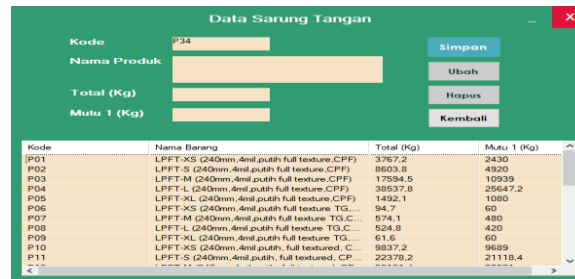 Data Sarung Tangan
Kode P34
Simpan
Nama Produk
Ubah
Total (Kg)
Hapus
Mutu 1 (Kg)
Kembali
Kode Nama Barang Total (Kg) Mutu 1 (Kg)
P01 LPFT-XS (240mm,4mil,putih full texture,CPF) 3767,2 2430
P02 LPFT-S (240mm,4mil,putih full texture,CPF) 8603,8 4920
P03 LPFT-M (240mm,4mil,putih full texture,CPF) 17594,5 10939
P04 LPFT-L (240mm,4mil,putih full texture,CPF) 38537,8 25647,2
P05 LPFT-XL (240mm,4mil,putih full texture,CPF) 1492,1 1080
P06 LPFT-XS (240mm,4mil,putih full texture TG,... 94,7 60
P07 LPFT-M (240mm,4mil,putih full texture TG,C... 574,1 480
P08 LPFT-L (240mm,4mil,putih full texture TG,C... 524,8 420
P09 LPFT-XL (240mm,4mil,putih full texture TG,... 61,6 60
P10 LPFT-XS (240mm,4mil,putih, full textured, C... 9837,2 9689
P11 LPFT-S (240mm,4mil,putih, full textured, CP... 22378,2 21118,4